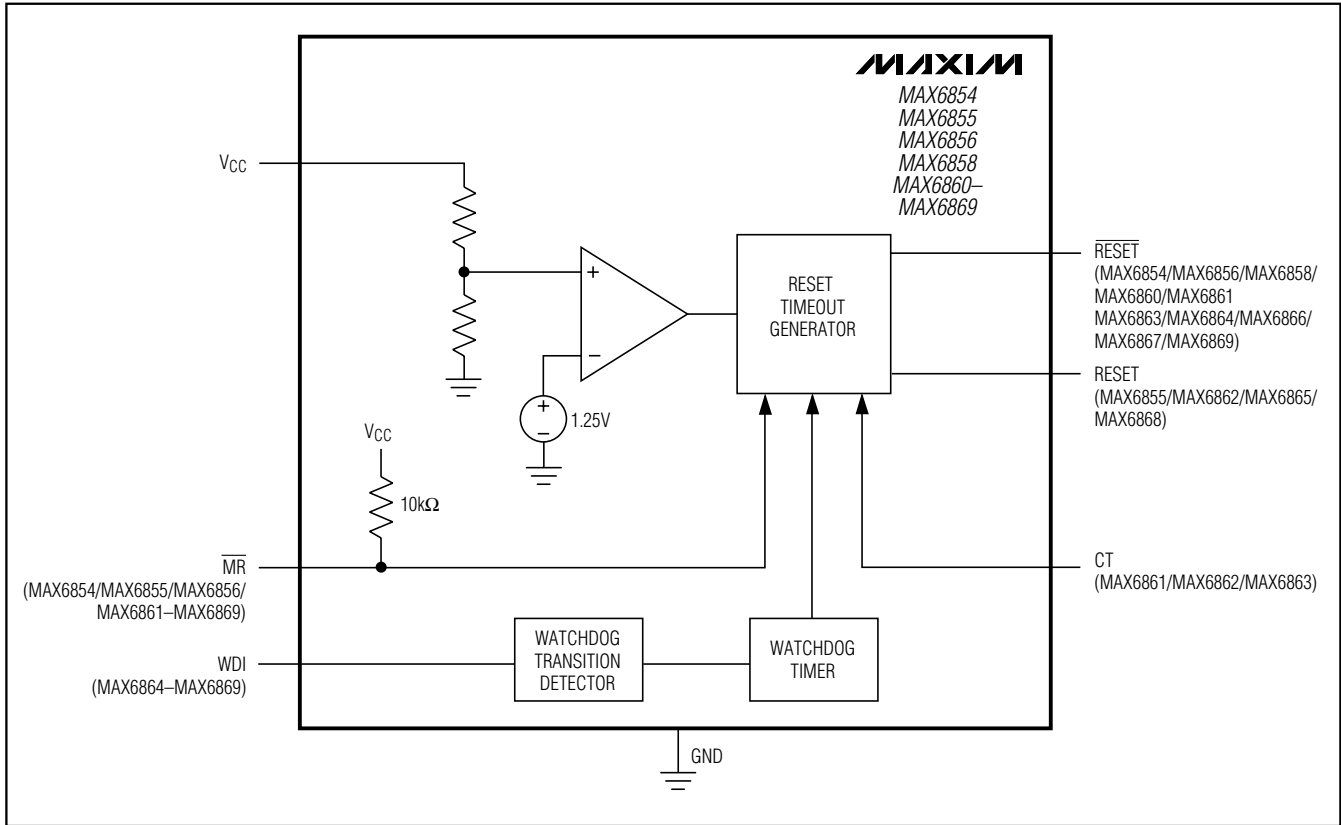 MAXIM
MAX6854
MAX6855
MAX6856
MAX6858
MAX6860–
MAX6869
VCC
+
−
RESET
TIMEOUT
GENERATOR
RESET
(MAX6854/MAX6856/MAX6858/
MAX6860/MAX6861
MAX6863/MAX6864/MAX6866/
MAX6867/MAX6869)
RESET
(MAX6855/MAX6862/MAX6865/
MAX6868)
+
−
1.25V
VCC
10kΩ
MR
(MAX6854/MAX6855/MAX6856/
MAX6861–MAX6869)
CT
(MAX6861/MAX6862/MAX6863)
WDI
(MAX6864–MAX6869)
WATCHDOG
TRANSITION
DETECTOR
WATCHDOG
TIMER
GND